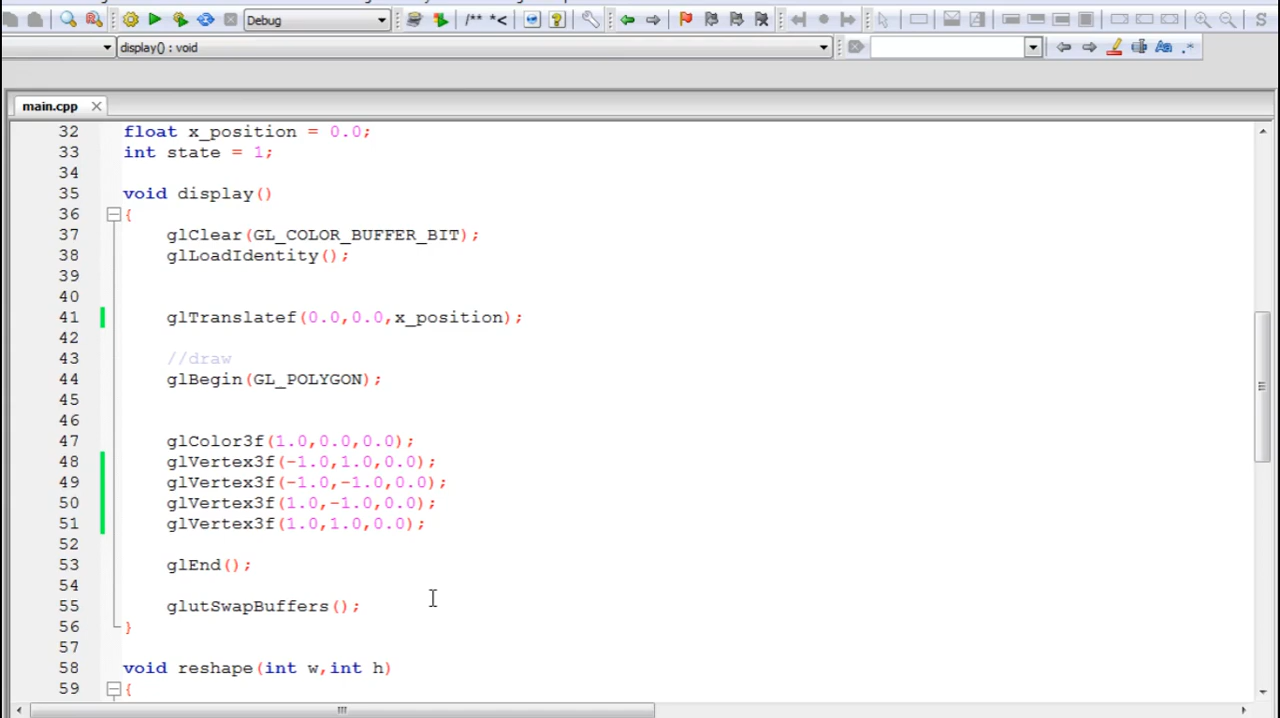 Debug /** *<
display() : void
main.cpp
32 float x_position = 0.0;
33 int state = 1;
34
35 void display()
36 {
37 glClear(GL_COLOR_BUFFER_BIT);
38 glLoadIdentity();
39
40
41 glTranslatef(0.0,0.0,x_position);
42
43 //draw
44 glBegin(GL_POLYGON);
45
46
47 glColor3f(1.0,0.0,0.0);
48 glVertex3f(-1.0,1.0,0.0);
49 glVertex3f(-1.0,-1.0,0.0);
50 glVertex3f(1.0,-1.0,0.0);
51 glVertex3f(1.0,1.0,0.0);
52
53 glEnd();
54
55 glutSwapBuffers();
56 }
57
58 void reshape(int w,int h)
59 {